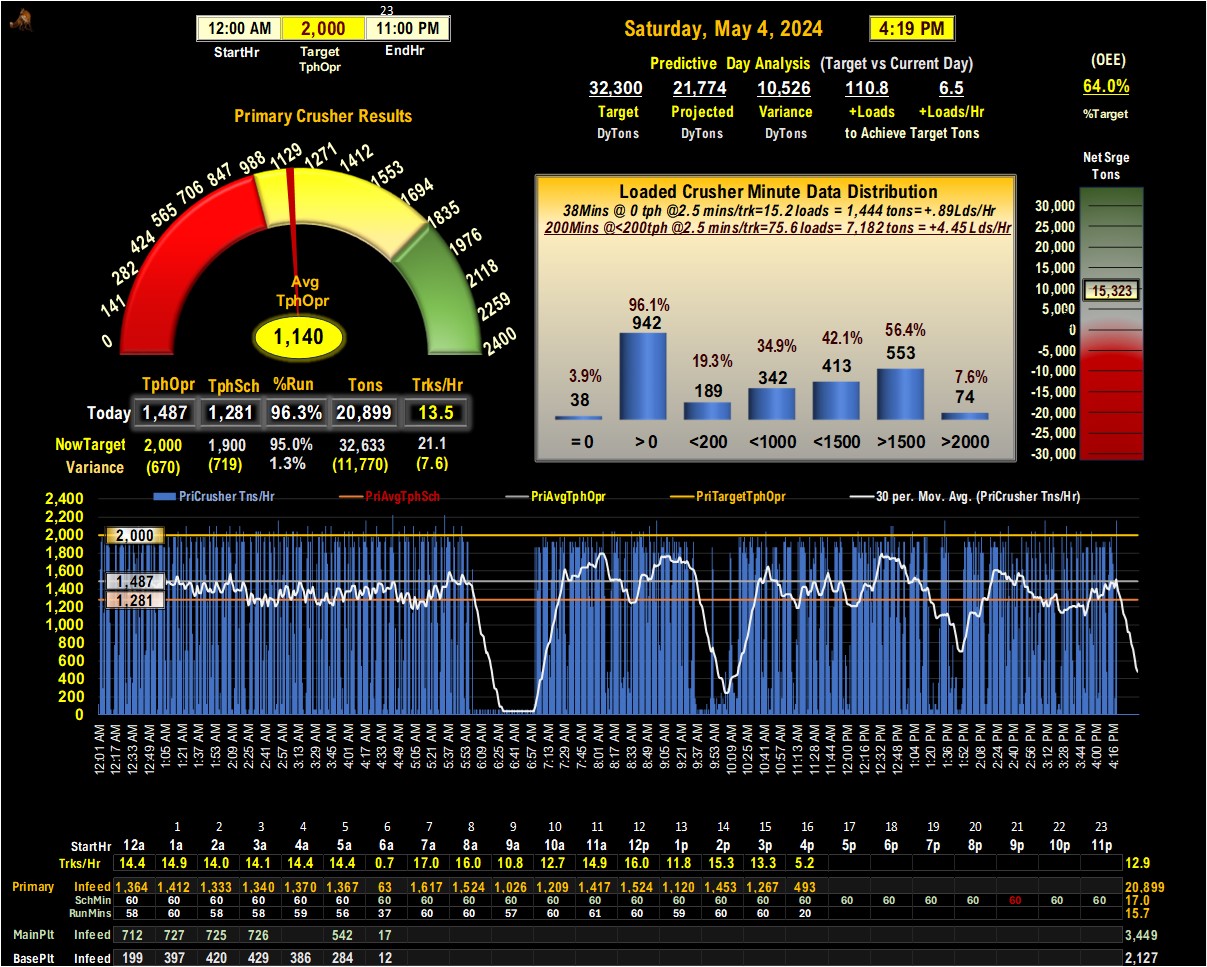 23
12:00 AM 2,000 11:00 PM
StartHr Target TphOpr EndHr
Saturday, May 4, 2024 4:19 PM
Predictive Day Analysis (Target vs Current Day)
32,300 21,774 10,526 110.8 6.5
Target Projected Variance +Loads +Loads/Hr
DyTons DyTons DyTons to Achieve Target Tons
(OEE)
64.0%
%Target
Primary Crusher Results
0 141 282 424 565 706 847 988 1129 1271 1412 1553 1694 1835 1976 2118 2259 2400
Avg
TphOpr
1,140
TphOpr TphSch %Run Tons Trks/Hr
Today 1,487 1,281 96.3% 20,899 13.5
NowTarget 2,000 1,900 95.0% 32,633 21.1
Variance (670) (719) 1.3% (11,770) (7.6)
Loaded Crusher Minute Data Distribution
38Mins @ 0 tph @2.5 mins/trk=15.2 loads = 1,444 tons=+.89Lds/Hr
200Mins @<200tph @2.5 mins/trk=75.6 loads= 7,182 tons = +4.45 Lds/Hr
3.9% 96.1% 19.3% 34.9% 42.1% 56.4% 7.6%
38 942 189 342 413 553 74
= 0 > 0 <200 <1000 <1500 >1500 >2000
Net Srge
Tons
30,000
25,000
20,000
15,000
10,000
15,323
5,000
0
-5,000
-10,000
-15,000
-20,000
-25,000
-30,000
PriCrusher Tns/Hr PriAvgTphSch PriAvgTphOpr PriTargetTphOpr 30 per. Mov. Avg. (PriCrusher Tns/Hr)
2,400
2,200
2,000
1,800
1,600
1,400
1,200
1,000
800
600
400
200
0
2,000
1,487
1,281
12:01 AM 12:17 AM 12:33 AM 12:49 AM 1:05 AM 1:21 AM 1:37 AM 1:53 AM 2:09 AM 2:25 AM 2:41 AM 2:57 AM 3:13 AM 3:29 AM 3:45 AM 4:01 AM 4:17 AM 4:33 AM 4:49 AM 5:05 AM 5:21 AM 5:37 AM 5:53 AM 6:09 AM 6:25 AM 6:41 AM 6:57 AM 7:13 AM 7:29 AM 7:45 AM 8:01 AM 8:17 AM 8:33 AM 8:49 AM 9:05 AM 9:21 AM 9:37 AM 9:53 AM 10:09 AM 10:25 AM 10:41 AM 10:57 AM 11:13 AM 11:28 AM 11:44 AM 12:00 PM 12:16 PM 12:32 PM 12:48 PM 1:04 PM 1:20 PM 1:36 PM 1:52 PM 2:08 PM 2:24 PM 2:40 PM 2:56 PM 3:12 PM 3:28 PM 3:44 PM 4:00 PM 4:16 PM
1 2 3 4 5 6 7 8 9 10 11 12 13 14 15 16 17 18 19 20 21 22 23
StartHr 12a 1a 2a 3a 4a 5a 6a 7a 8a 9a 10a 11a 12p 1p 2p 3p 4p 5p 6p 7p 8p 9p 10p 11p
Trks/Hr 14.4 14.9 14.0 14.1 14.4 14.4 0.7 17.0 16.0 10.8 12.7 14.9 16.0 11.8 15.3 13.3 5.2 12.9
Primary Infeed 1,364 1,412 1,333 1,340 1,370 1,367 63 1,617 1,524 1,026 1,209 1,417 1,524 1,120 1,453 1,267 493 20,899
SchMin 60 60 60 60 60 60 60 60 60 60 60 60 60 60 60 60 60 60 60 60 60 60 60 60 17.0
RunMins 58 60 58 58 59 56 37 60 60 57 60 61 60 59 60 60 20 15.7
MainPlt Infeed 712 727 725 726 542 17 3,449
BasePlt Infeed 199 397 420 429 386 284 12 2,127